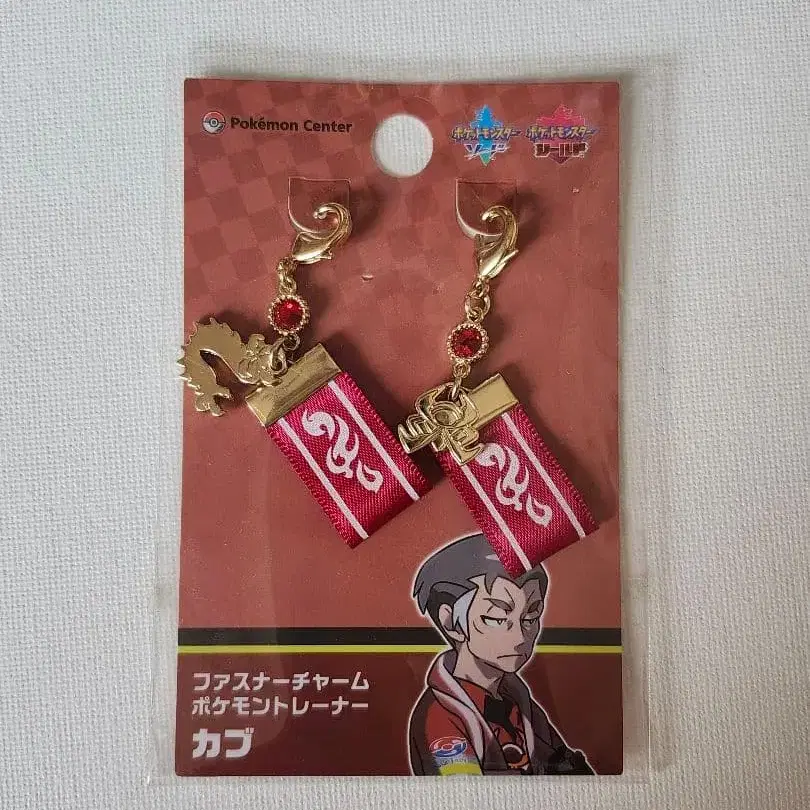 Pokémon Center
ポケットモンスター ポケットモンスター
ソード シールド
ファスナーチャーム
ポケモントレーナー
カブ